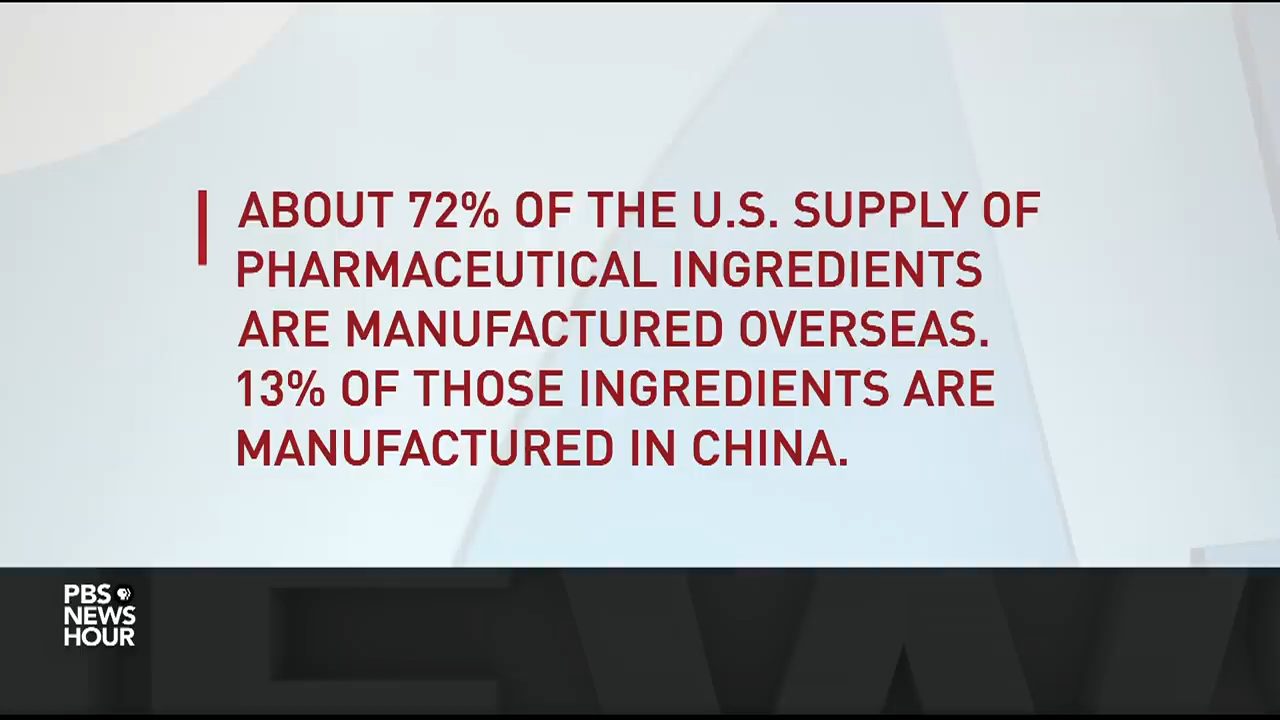 ABOUT 72% OF THE U.S. SUPPLY OF
PHARMACEUTICAL INGREDIENTS
ARE MANUFACTURED OVERSEAS.
13% OF THOSE INGREDIENTS ARE
MANUFACTURED IN CHINA.
PBS
NEWS
HOUR